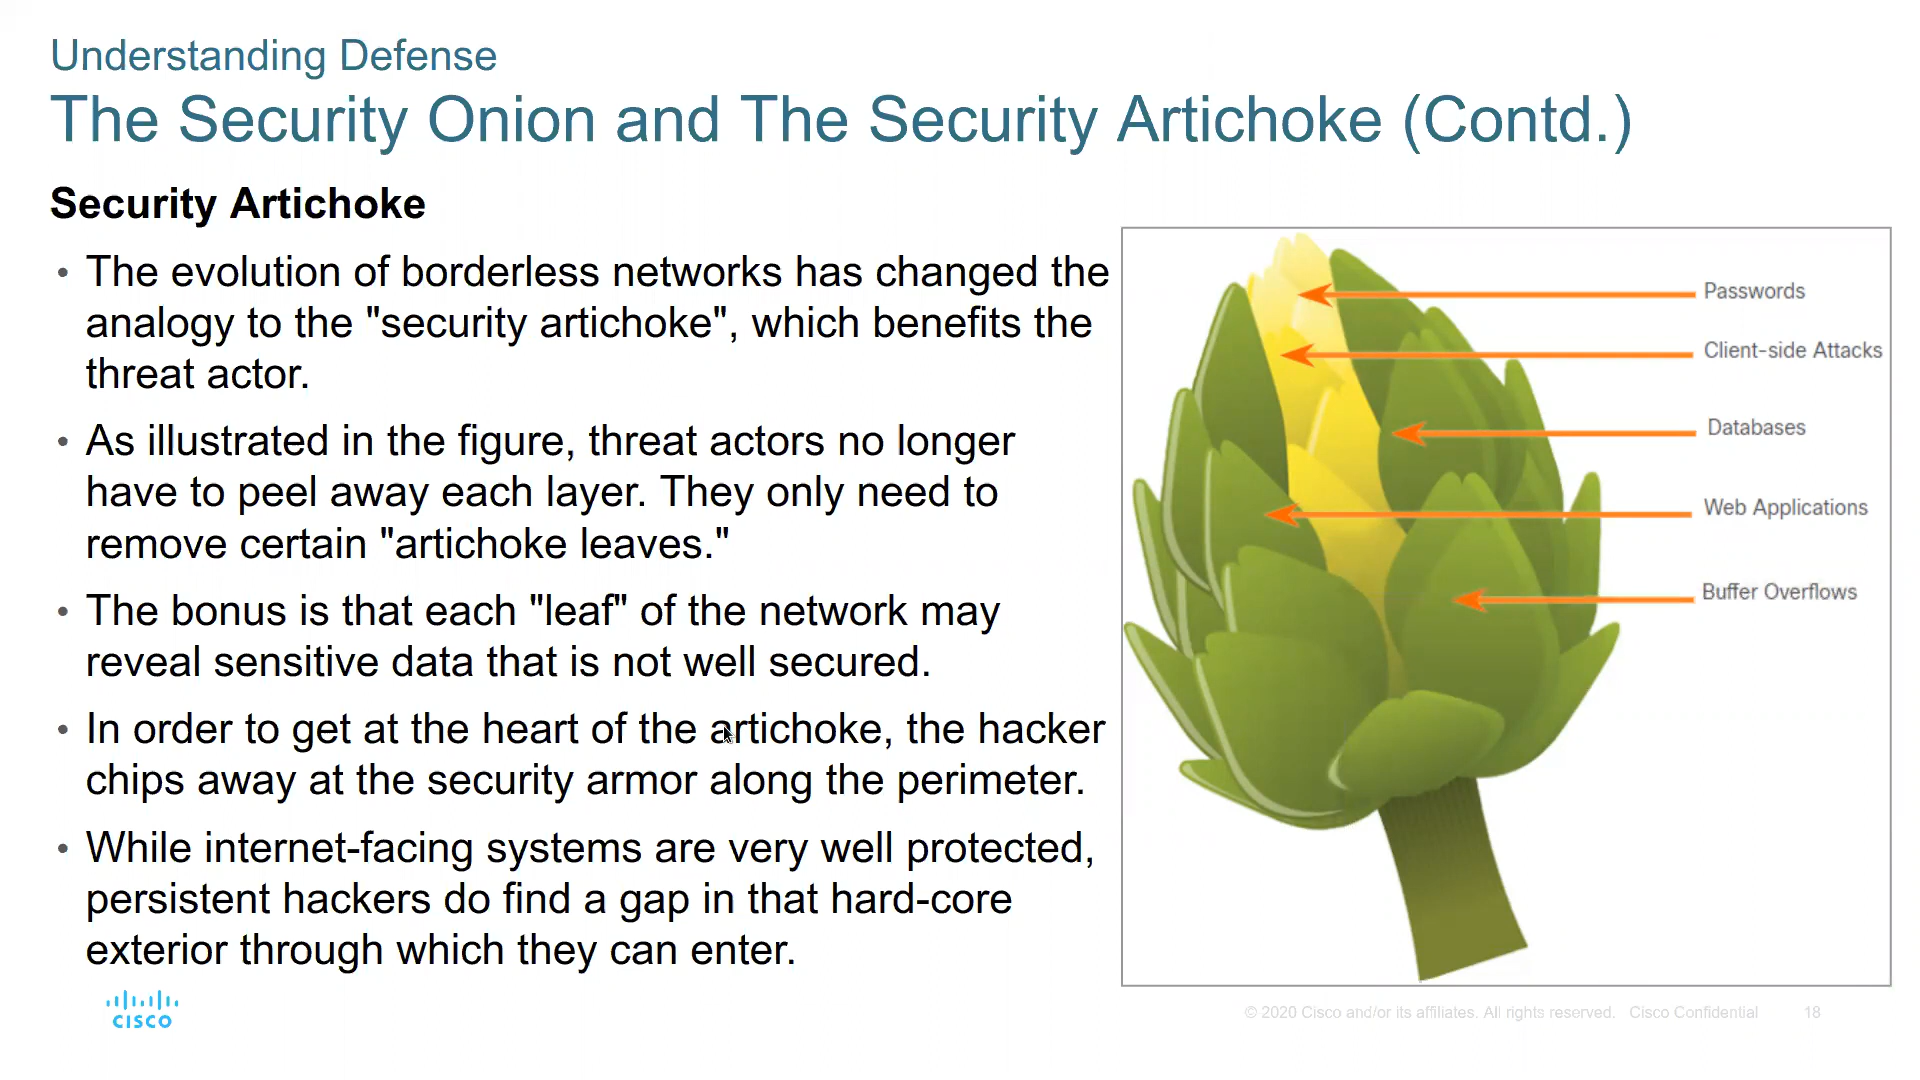 Understanding Defense
The Security Onion and The Security Artichoke (Contd.)
Security Artichoke
• The evolution of borderless networks has changed the
analogy to the "security artichoke", which benefits the
threat actor.
• As illustrated in the figure, threat actors no longer
have to peel away each layer. They only need to
remove certain "artichoke leaves."
• The bonus is that each "leaf" of the network may
reveal sensitive data that is not well secured.
• In order to get at the heart of the artichoke, the hacker
chips away at the security armor along the perimeter.
• While internet-facing systems are very well protected,
persistent hackers do find a gap in that hard-core
exterior through which they can enter.
Passwords
Client-side Attacks
Databases
Web Applications
Buffer Overflows
CISCO
© 2020 Cisco and/or its affiliates. All rights reserved. Cisco Confidential 18